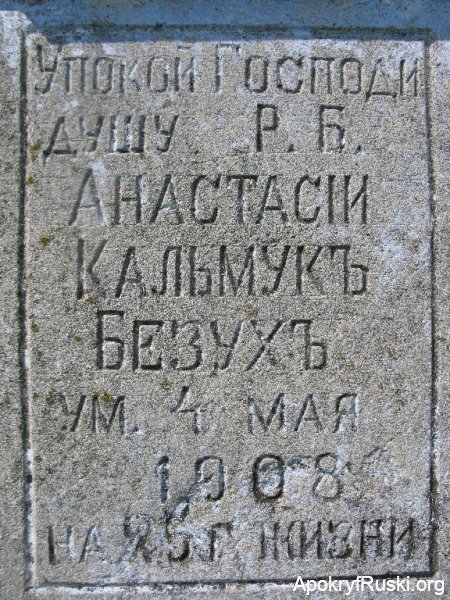 Упокой Господи
душу Р. Б.
Анастасіи
Кальмукъ
Безухъ
ум. 4 мая
1908
на 25 г. жизни
ApokryfRuski.org